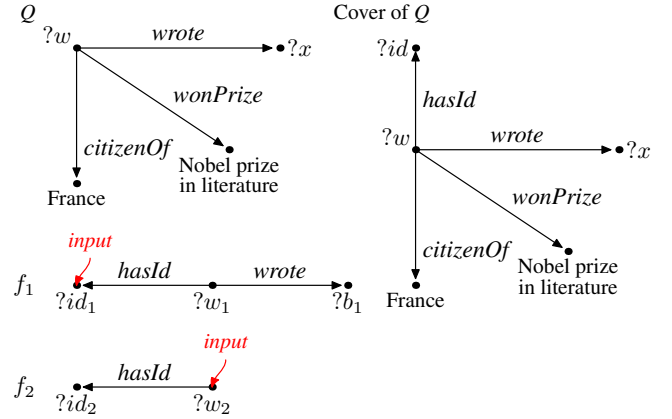 Q
?w
wrote
?x
wonPrize
citizenOf
Nobel prize
in literature
France
Cover of Q
?id
hasId
?w
wrote
?x
wonPrize
citizenOf
Nobel prize
in literature
France
input
f₁
hasId
wrote
?id₁
?w₁
?b₁
input
f₂
hasId
?id₂
?w₂